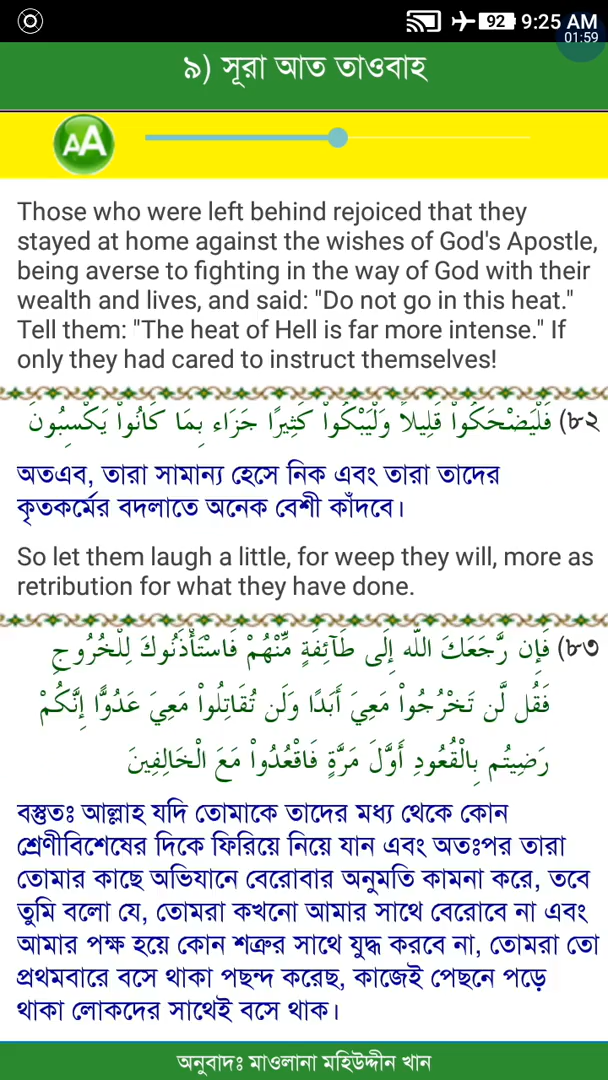 92 9:25 AM
01:59
৯) সূরা আত তাওবাহ
AA
Those who were left behind rejoiced that they
stayed at home against the wishes of God's Apostle,
being averse to fighting in the way of God with their
wealth and lives, and said: "Do not go in this heat."
Tell them: "The heat of Hell is far more intense." If
only they had cared to instruct themselves!
(৮২ فَلْيَضْحَكُواْ قَلِيلاً وَلْيَبْكُواْ كَثِيرًا جَزَاء بِمَا كَانُواْ يَكْسِبُونَ
অতএব, তারা সামান্য হেসে নিক এবং তারা তাদের
কৃতকর্মের বদলাতে অনেক বেশী কাঁদবে।
So let them laugh a little, for weep they will, more as
retribution for what they have done.
(৮৩ فَإِن رَّجَعَكَ اللّه إِلَى طَآئِفَةٍ مِّنْهُمْ فَاسْتَأْذَنُوكَ لِلْخُرُوجِ
فَقُل لَّن تَخْرُجُواْ مَعِيَ أَبَدًا وَلَن تُقَاتِلُواْ مَعِيَ عَدُوًّا إِنَّكُمْ
رَضِيتُم بِالْقُعُودِ أَوَّلَ مَرَّةٍ فَاقْعُدُواْ مَعَ الْخَالِفِينَ
বস্তুতঃ আল্লাহ যদি তোমাকে তাদের মধ্য থেকে কোন
শ্রেণীবিশেষের দিকে ফিরিয়ে নিয়ে যান এবং অতঃপর তারা
তোমার কাছে অভিযানে বেরোবার অনুমতি কামনা করে, তবে
তুমি বলো যে, তোমরা কখনো আমার সাথে বেরোবে না এবং
আমার পক্ষ হয়ে কোন শত্রুর সাথে যুদ্ধ করবে না, তোমরা তো
প্রথমবারে বসে থাকা পছন্দ করেছ, কাজেই পেছনে পড়ে
থাকা লোকদের সাথেই বসে থাক।
অনুবাদঃ মাওলানা মহিউদ্দীন খান